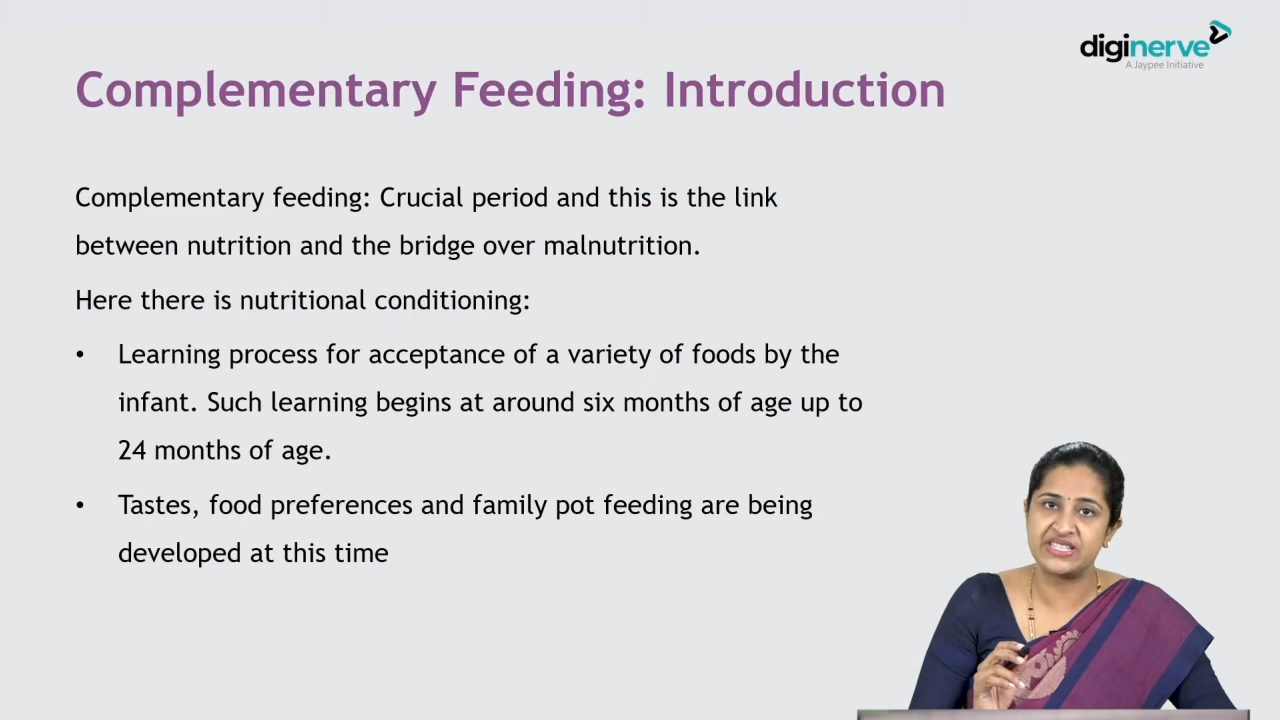 diginerve
A Jaypee Initiative
Complementary Feeding: Introduction
Complementary feeding: Crucial period and this is the link
between nutrition and the bridge over malnutrition.
Here there is nutritional conditioning:
• Learning process for acceptance of a variety of foods by the
infant. Such learning begins at around six months of age up to
24 months of age.
• Tastes, food preferences and family pot feeding are being
developed at this time